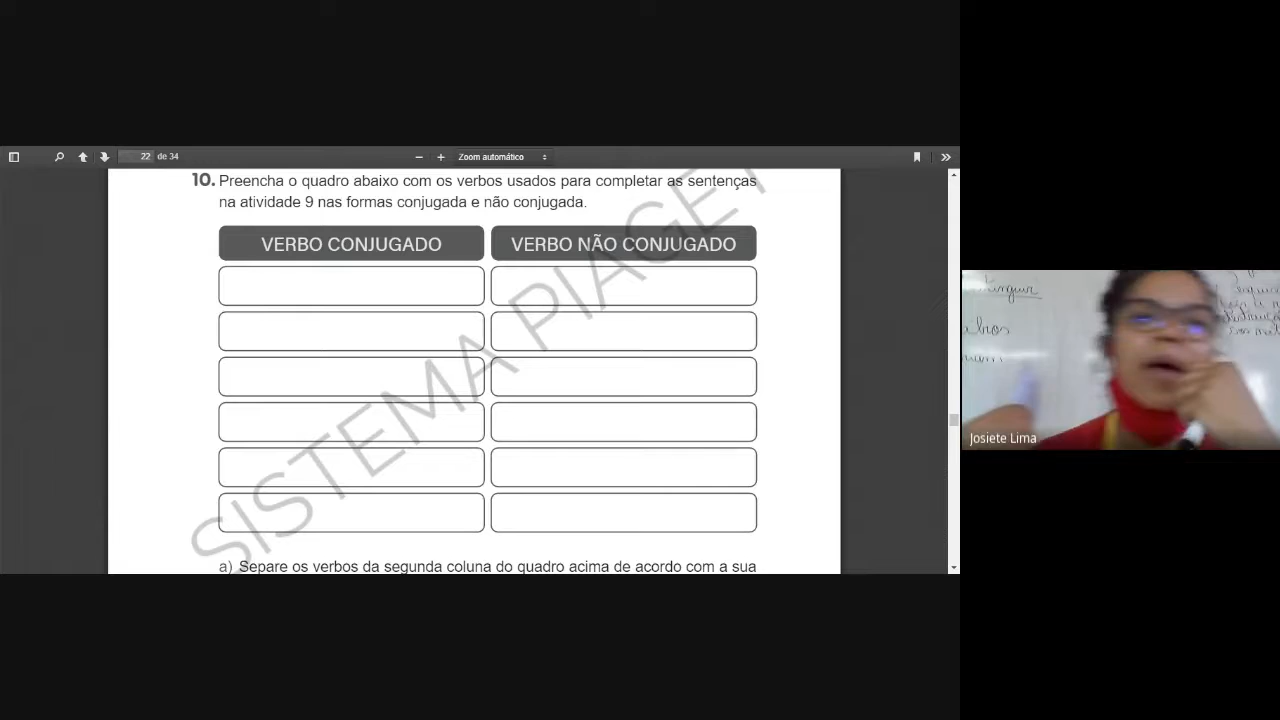 22 de 34
Zoom automático
10. Preencha o quadro abaixo com os verbos usados para completar as sentenças
na atividade 9 nas formas conjugada e não conjugada.
VERBO CONJUGADO VERBO NÃO CONJUGADO
SISTEMA PIAGET
a) Separe os verbos da segunda coluna do quadro acima de acordo com a sua
Josiete Lima